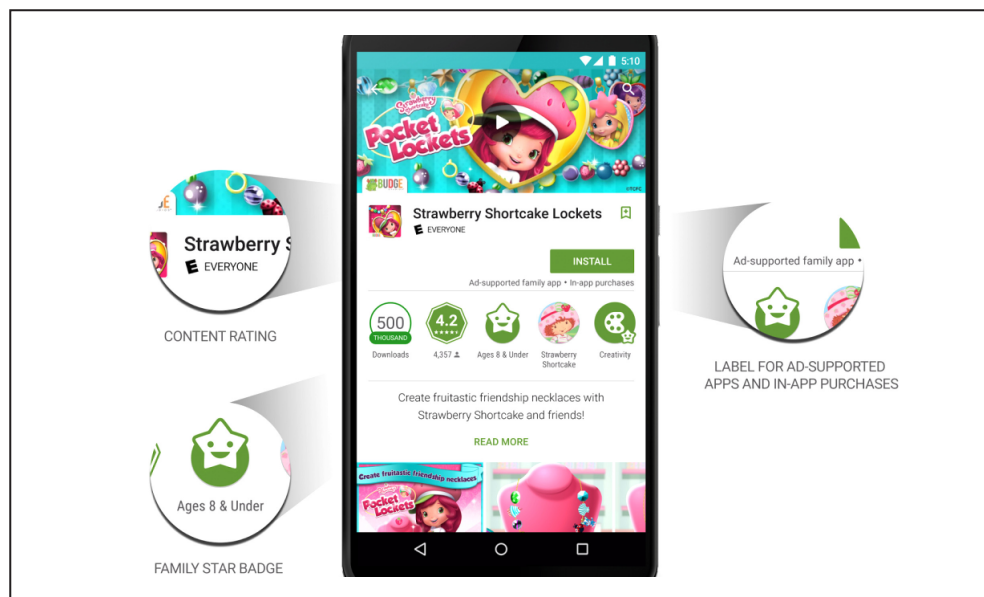 5:10
Strawberry
Shortcake
Pocket
Lockets
BUDGE
©TCFC
Strawberry Shortcake Lockets
E EVERYONE
INSTALL
Ad-supported family app • In-app purchases
500
THOUSAND
Downloads
4.2
4,357
Ages 8 & Under
Strawberry
Shortcake
Creativity
Create fruitastic friendship necklaces with
Strawberry Shortcake and friends!
READ MORE
Create fruitastic friendship necklaces
Pocket
Lockets
Strawberry S
E EVERYONE
CONTENT RATING
Ages 8 & Under
FAMILY STAR BADGE
Ad-supported family app •
LABEL FOR AD-SUPPORTED
APPS AND IN-APP PURCHASES